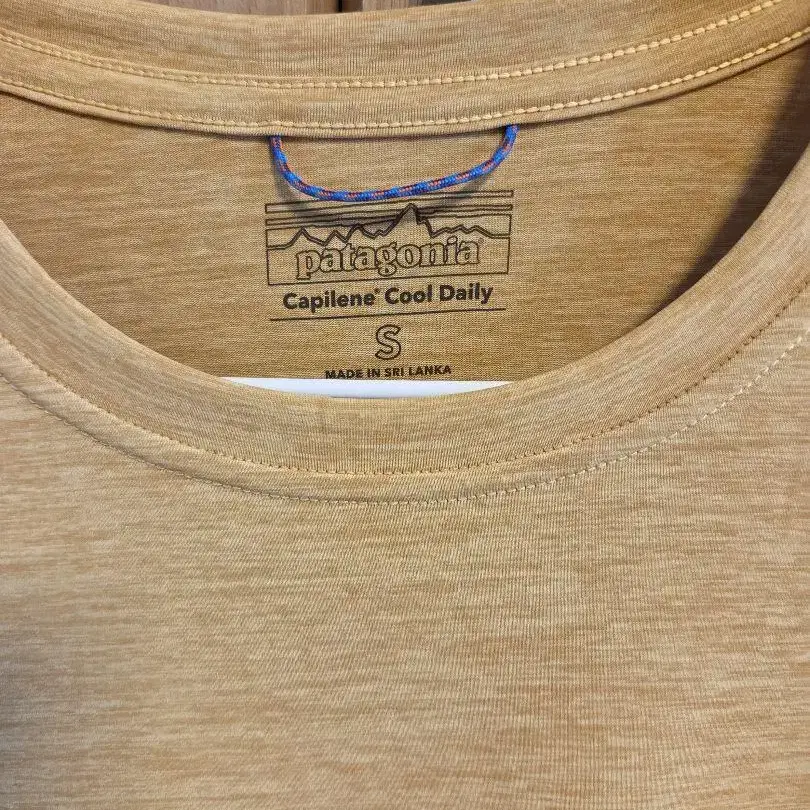 patagonia®
Capilene® Cool Daily
S
MADE IN SRI LANKA